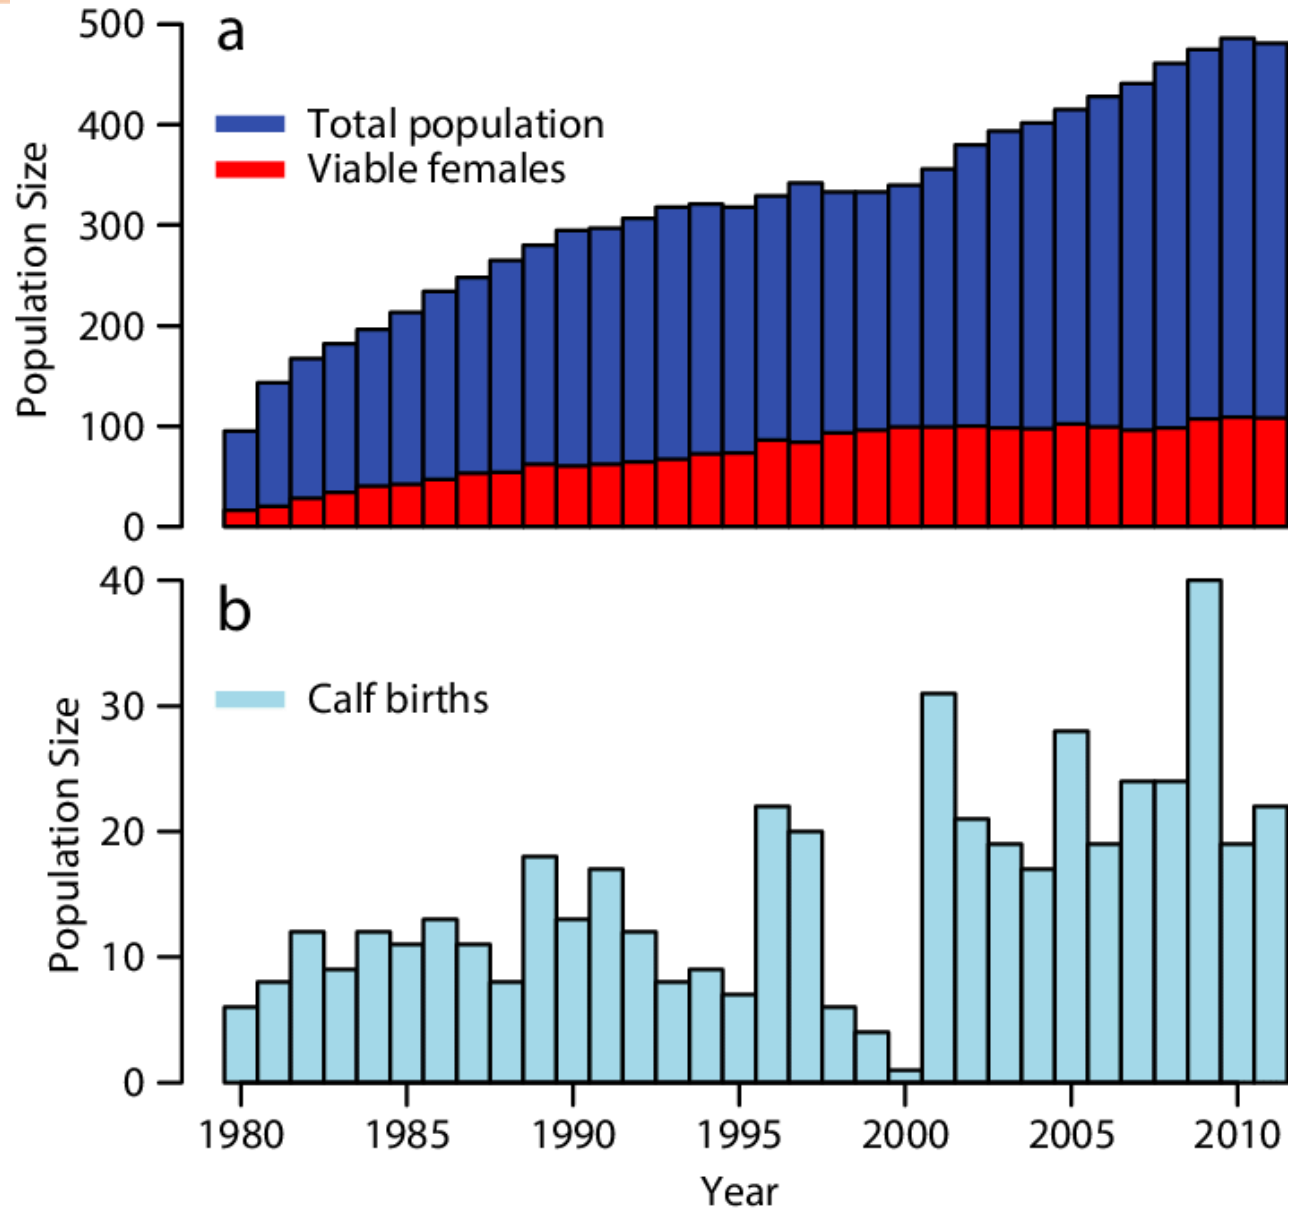 500
a
Total population
400
Viable females
300
200
100
0
Population Size
40
b
Calf births
30
20
10
0
Population Size
1980 1985 1990 1995 2000 2005 2010
Year